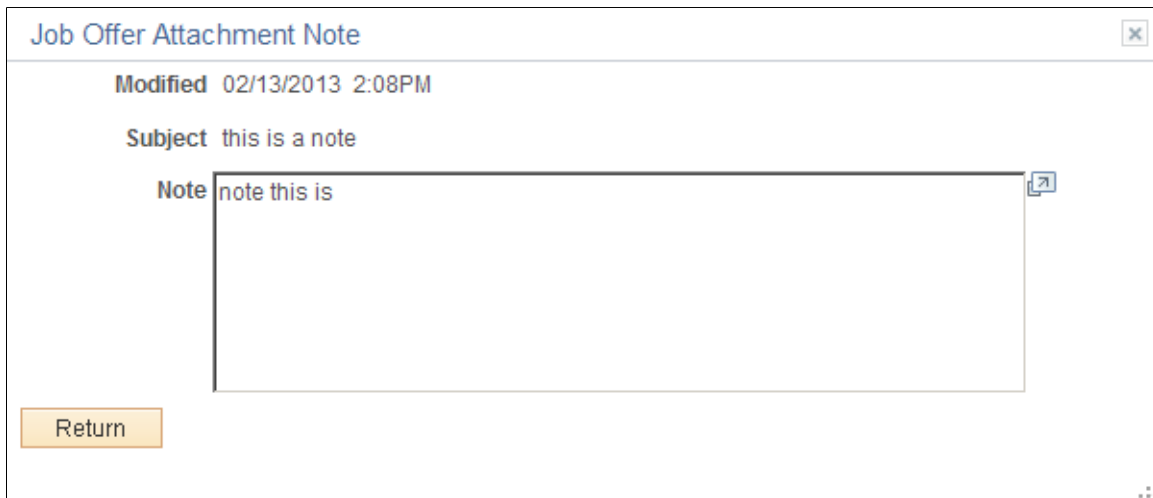 Job Offer Attachment Note
Modified 02/13/2013 2:08PM
Subject this is a note
Note note this is
Return